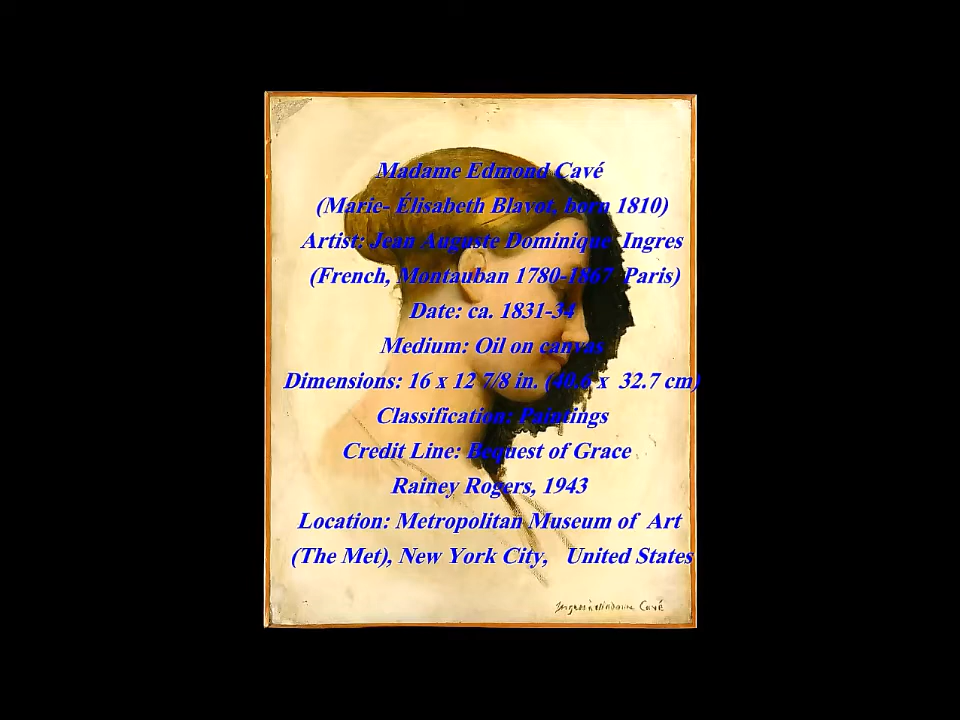 Madame Edmond Cavé
(Marie- Élisabeth Blavot, born 1810)
Artist: Jean Auguste Dominique Ingres
(French, Montauban 1780-1867 Paris)
Date: ca. 1831-34
Medium: Oil on canvas
Dimensions: 16 x 12 7/8 in. (40.6 x 32.7 cm)
Classification: Paintings
Credit Line: Bequest of Grace
Rainey Rogers, 1943
Location: Metropolitan Museum of Art
(The Met), New York City, United States
Ingres à Madame Cavé